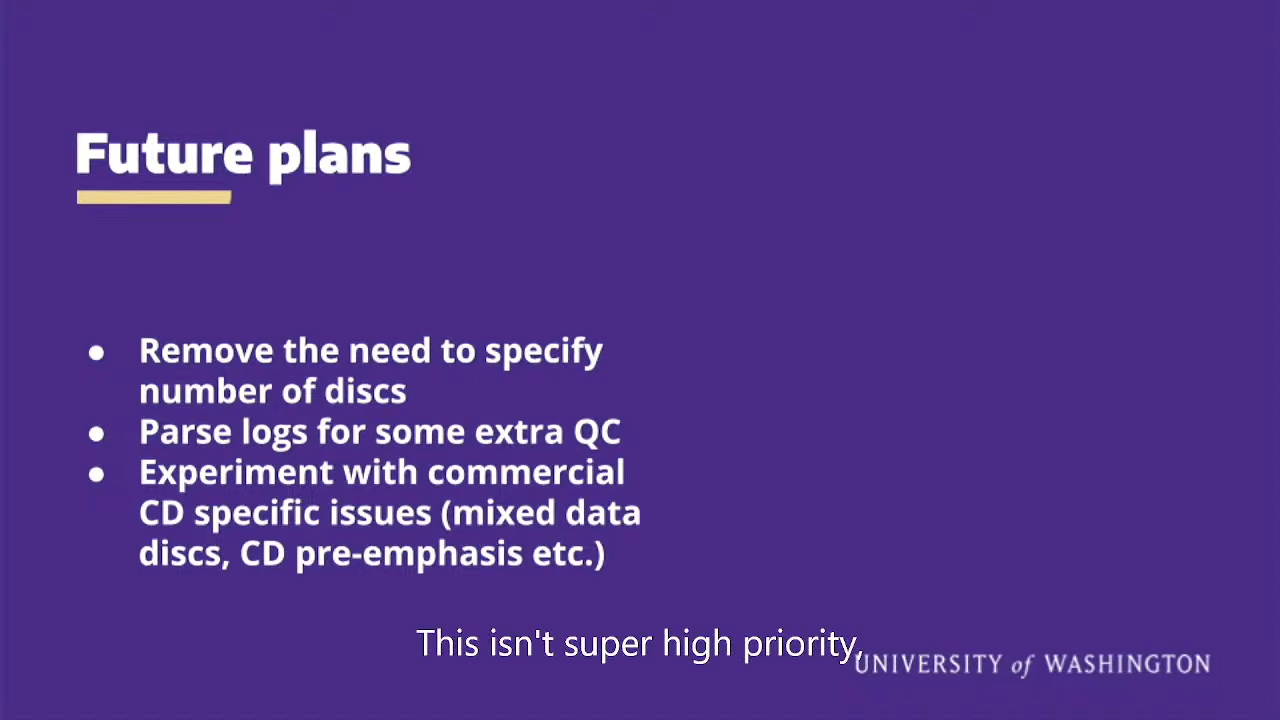 Future plans
● Remove the need to specify
number of discs
● Parse logs for some extra QC
● Experiment with commercial
CD specific issues (mixed data
discs, CD pre-emphasis etc.)
This isn't super high priority,
UNIVERSITY of WASHINGTON